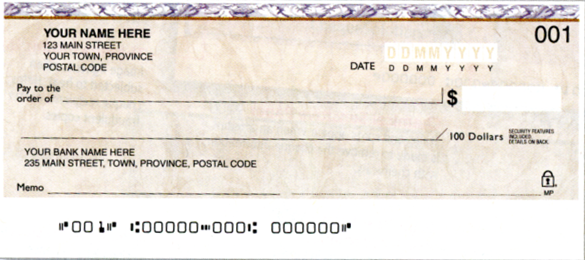 YOUR NAME HERE
123 MAIN STREET
YOUR TOWN, PROVINCE
POSTAL CODE
001
DDMMYYYY
DATE D D M M Y Y Y Y
Pay to the
order of $
100 Dollars
SECURITY FEATURES
INCLUDED
DETAILS ON BACK
YOUR BANK NAME HERE
235 MAIN STREET, TOWN, PROVINCE, POSTAL CODE
Memo
MP
⑈001⑈ ⑆00000⑉000⑆ 000000⑈